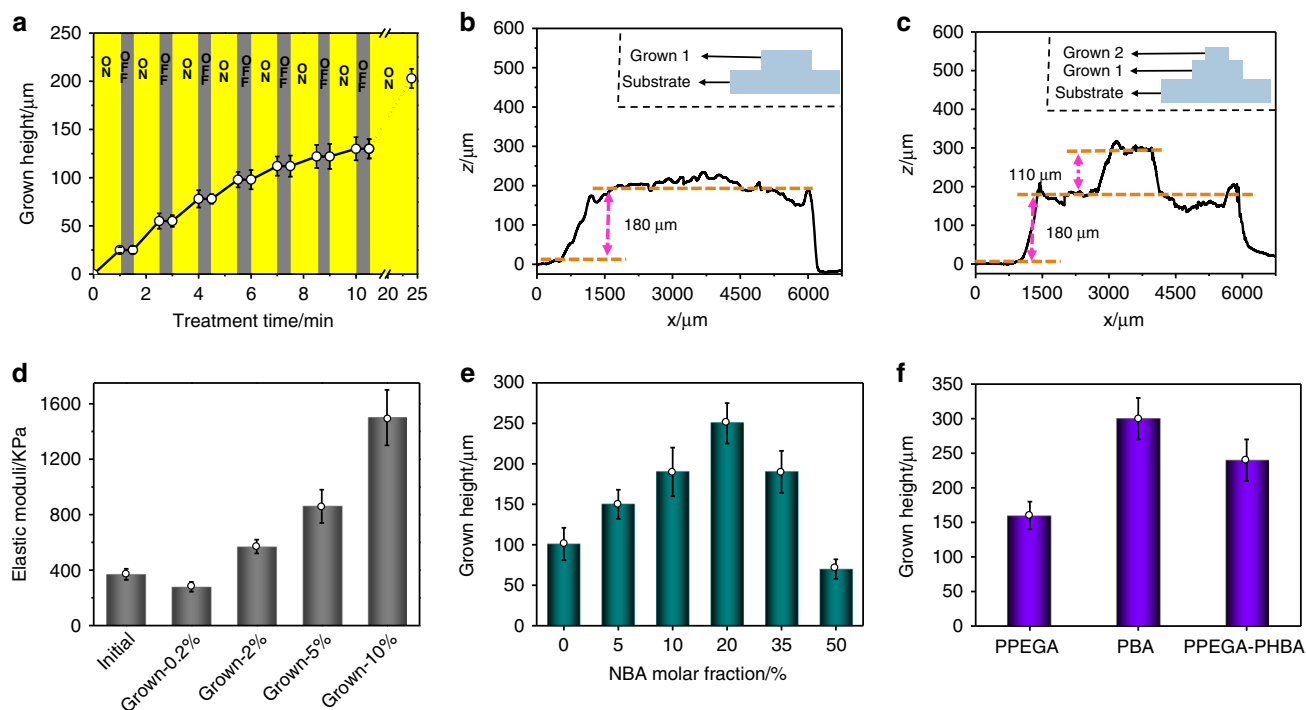 a
250
200
150
100
50
0
Grown height/μm
ON OFF ON OFF ON OFF ON OFF ON OFF ON OFF ON OFF ON
0 2 4 6 8 10 20 25
Treatment time/min
b
600
500
400
300
200
100
0
z/μm
Grown 1
Substrate
180 μm
0 1500 3000 4500 6000
x/μm
c
600
500
400
300
200
100
0
z/μm
Grown 2
Grown 1
Substrate
110 μm
180 μm
0 1500 3000 4500 6000
x/μm
d
1600
1200
800
400
0
Elastic moduli/KPa
Initial
Grown-0.2%
Grown-2%
Grown-5%
Grown-10%
e
300
250
200
150
100
50
0
Grown height/μm
0 5 10 20 35 50
NBA molar fraction/%
f
350
300
250
200
150
100
50
0
Grown height/μm
PPEGA PBA PPEGA-PHBA